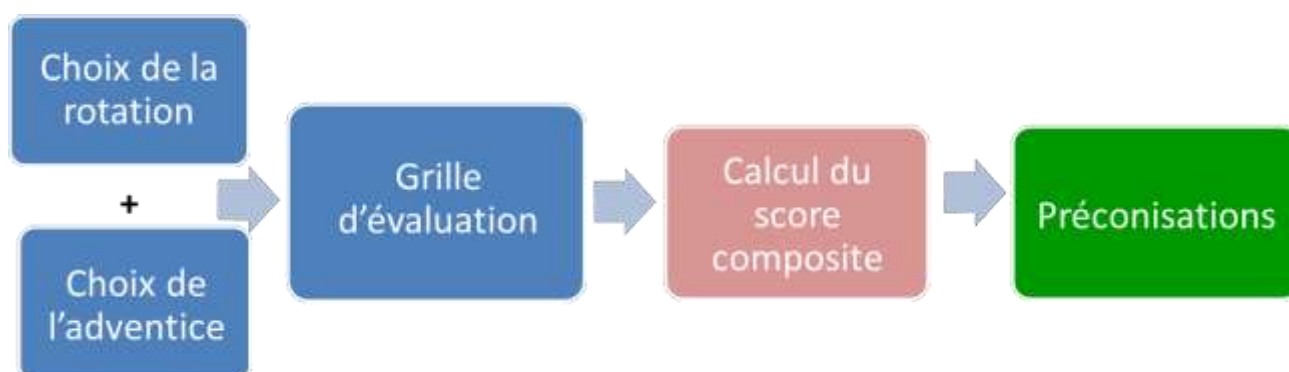 Choix de la
rotation
+
Choix de
l'adventice
Grille
d'évaluation
Calcul du
score
composite
Préconisations